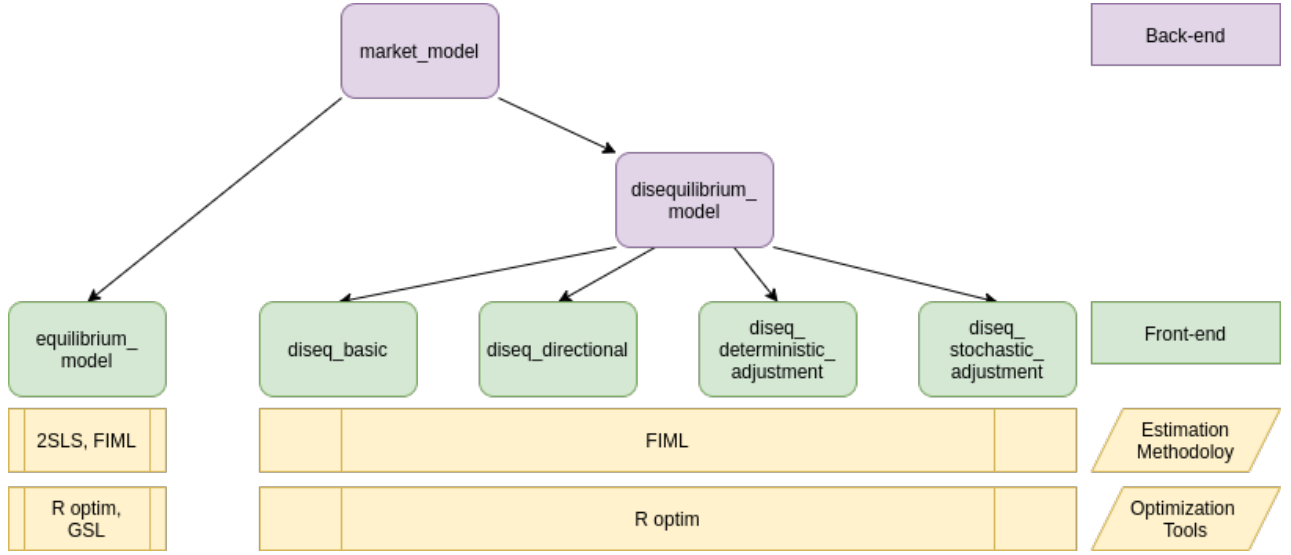 market_model
Back-end
disequilibrium_
model
equilibrium_
model
diseq_basic
diseq_directional
diseq_
deterministic_
adjustment
diseq_
stochastic_
adjustment
Front-end
2SLS, FIML
FIML
Estimation
Methodoloy
R optim,
GSL
R optim
Optimization
Tools